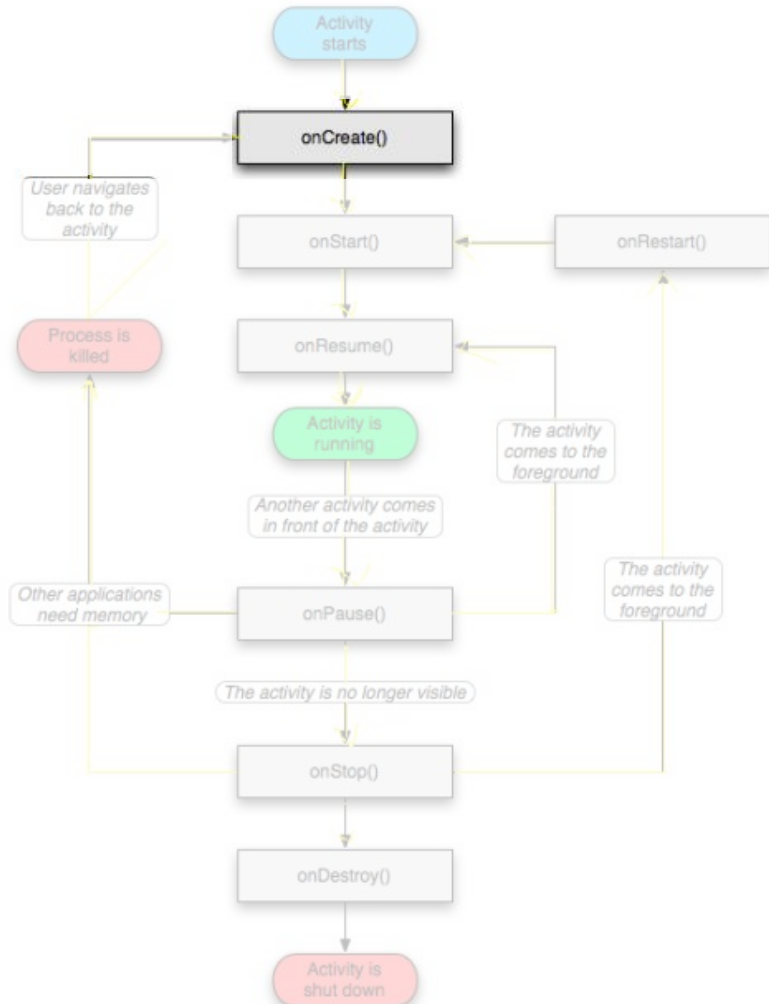 Activity
starts
onCreate()
User navigates
back to the
activity
onStart()
onRestart()
Process is
killed
onResume()
Activity is
running
The activity
comes to the
foreground
Another activity comes
in front of the activity
Other applications
need memory
onPause()
The activity
comes to the
foreground
The activity is no longer visible
onStop()
onDestroy()
Activity is
shut down